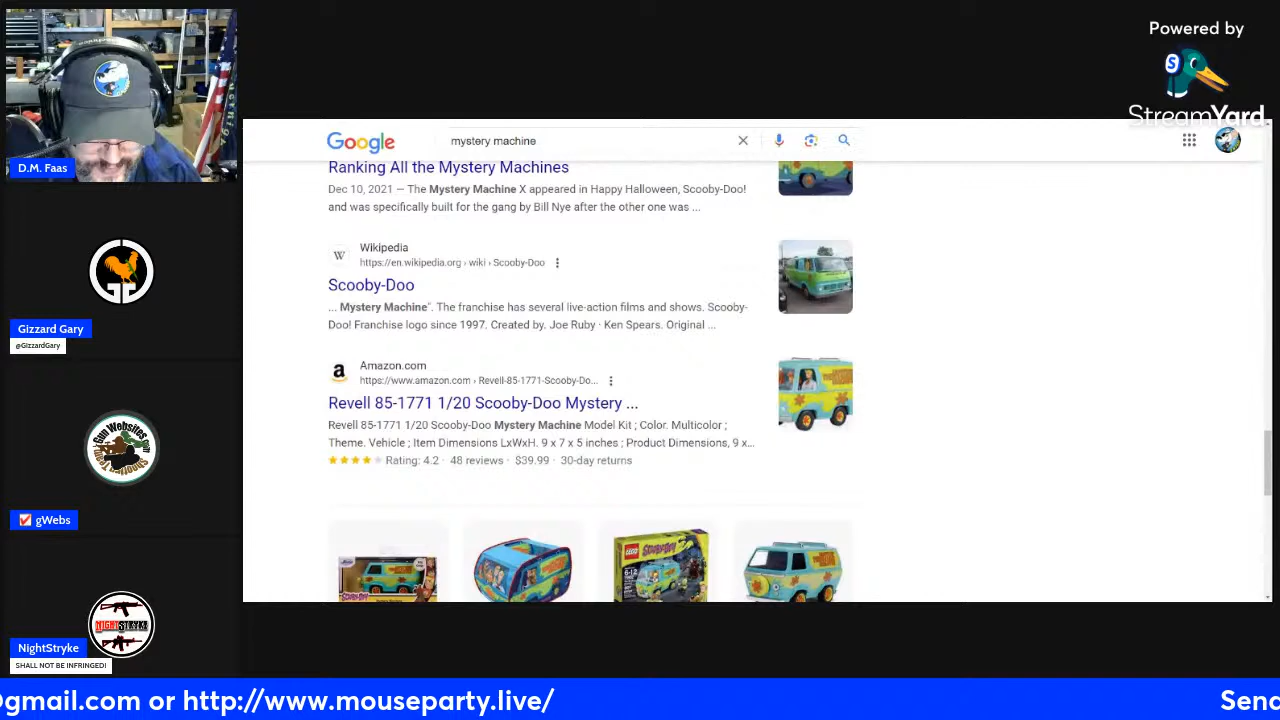 Powered by
StreamYard
D.M. Faas
Gizzard Gary
@GizzardGary
gWebs
NightStryke
SHALL NOT BE INFRINGED!
Gun Websites
NIGHTSTRYKE
Google
mystery machine
Ranking All the Mystery Machines
Dec 10, 2021 — The Mystery Machine X appeared in Happy Halloween, Scooby-Doo!
and was specifically built for the gang by Bill Nye after the other one was ...
Wikipedia
https://en.wikipedia.org › wiki › Scooby-Doo
Scooby-Doo
... Mystery Machine". The franchise has several live-action films and shows. Scooby-
Doo! Franchise logo since 1997. Created by. Joe Ruby · Ken Spears. Original ...
Amazon.com
https://www.amazon.com › Revell-85-1771-Scooby-Do...
Revell 85-1771 1/20 Scooby-Doo Mystery ...
Revell 85-1771 1/20 Scooby-Doo Mystery Machine Model Kit ; Color. Multicolor ;
Theme. Vehicle ; Item Dimensions LxWxH. 9 x 7 x 5 inches ; Product Dimensions, 9 x...
Rating: 4.2 · 48 reviews · $39.99 · 30-day returns
LEGO
SCOOBY-DOO
@gmail.com or http://www.mouseparty.live/
Send